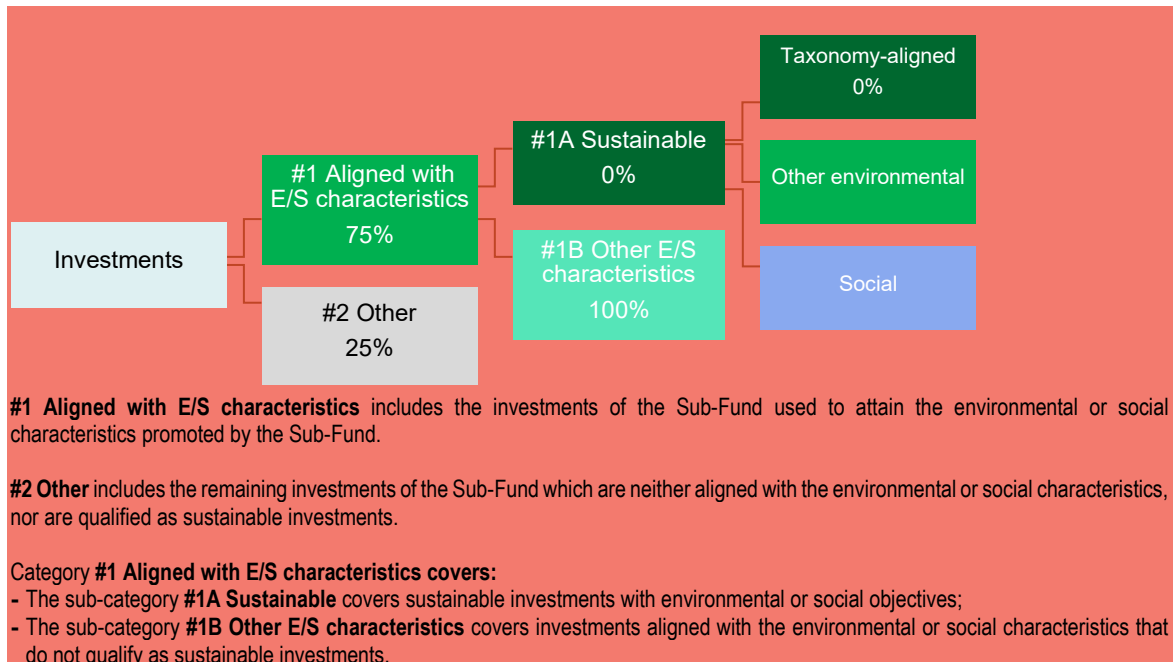 Taxonomy-aligned
0%
#1A Sustainable
0%
#1 Aligned with
E/S characteristics
75%
Other environmental
Investments
#1B Other E/S
characteristics
100%
Social
#2 Other
25%
#1 Aligned with E/S characteristics includes the investments of the Sub-Fund used to attain the environmental or social
characteristics promoted by the Sub-Fund.
#2 Other includes the remaining investments of the Sub-Fund which are neither aligned with the environmental or social characteristics,
nor are qualified as sustainable investments.
Category #1 Aligned with E/S characteristics covers:
- The sub-category #1A Sustainable covers sustainable investments with environmental or social objectives;
- The sub-category #1B Other E/S characteristics covers investments aligned with the environmental or social characteristics that
do not qualify as sustainable investments.